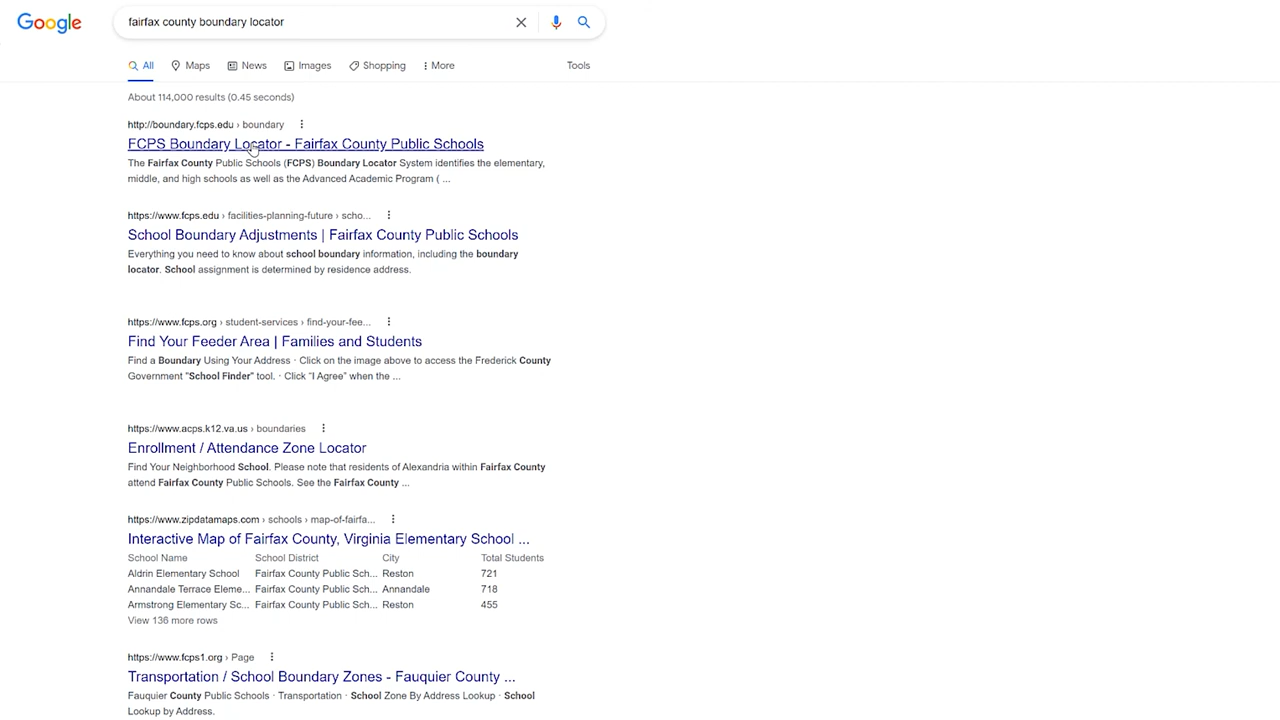 Google
fairfax county boundary locator
All Maps News Images Shopping More Tools
About 114,000 results (0.45 seconds)
http://boundary.fcps.edu › boundary
FCPS Boundary Locator - Fairfax County Public Schools
The Fairfax County Public Schools (FCPS) Boundary Locator System identifies the elementary,
middle, and high schools as well as the Advanced Academic Program ( ...
https://www.fcps.edu › facilities-planning-future › scho...
School Boundary Adjustments | Fairfax County Public Schools
Everything you need to know about school boundary information, including the boundary
locator. School assignment is determined by residence address.
https://www.fcps.org › student-services › find-your-fee...
Find Your Feeder Area | Families and Students
Find a Boundary Using Your Address · Click on the image above to access the Frederick County
Government "School Finder" tool. · Click “I Agree” when the ...
https://www.acps.k12.va.us › boundaries
Enrollment / Attendance Zone Locator
Find Your Neighborhood School. Please note that residents of Alexandria within Fairfax County
attend Fairfax County Public Schools. See the Fairfax County ...
https://www.zipdatamaps.com › schools › map-of-fairfa...
Interactive Map of Fairfax County, Virginia Elementary School ...
School Name School District City Total Students
Aldrin Elementary School Fairfax County Public Sch... Reston 721
Annandale Terrace Eleme... Fairfax County Public Sch... Annandale 718
Armstrong Elementary Sc... Fairfax County Public Sch... Reston 455
View 136 more rows
https://www.fcps1.org › Page
Transportation / School Boundary Zones - Fauquier County ...
Fauquier County Public Schools · Transportation · School Zone By Address Lookup · School
Lookup by Address.